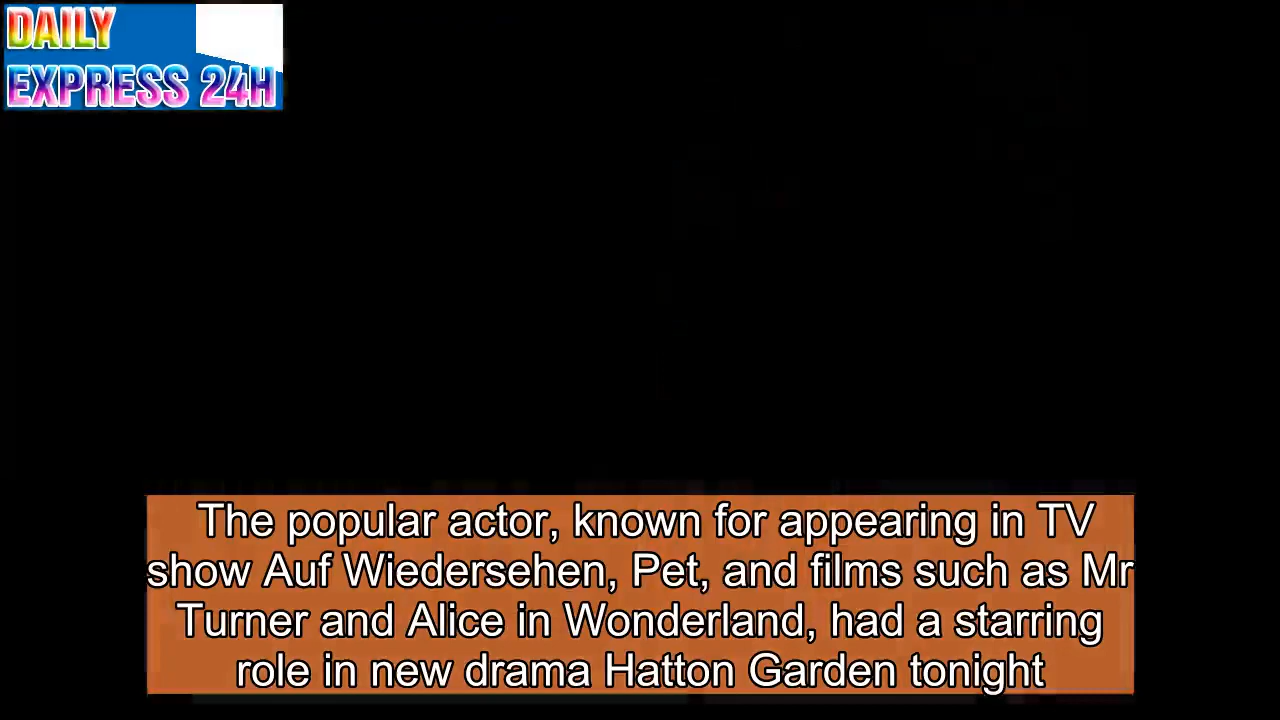 DAILY
EXPRESS 24H
The popular actor, known for appearing in TV
show Auf Wiedersehen, Pet, and films such as Mr
Turner and Alice in Wonderland, had a starring
role in new drama Hatton Garden tonight